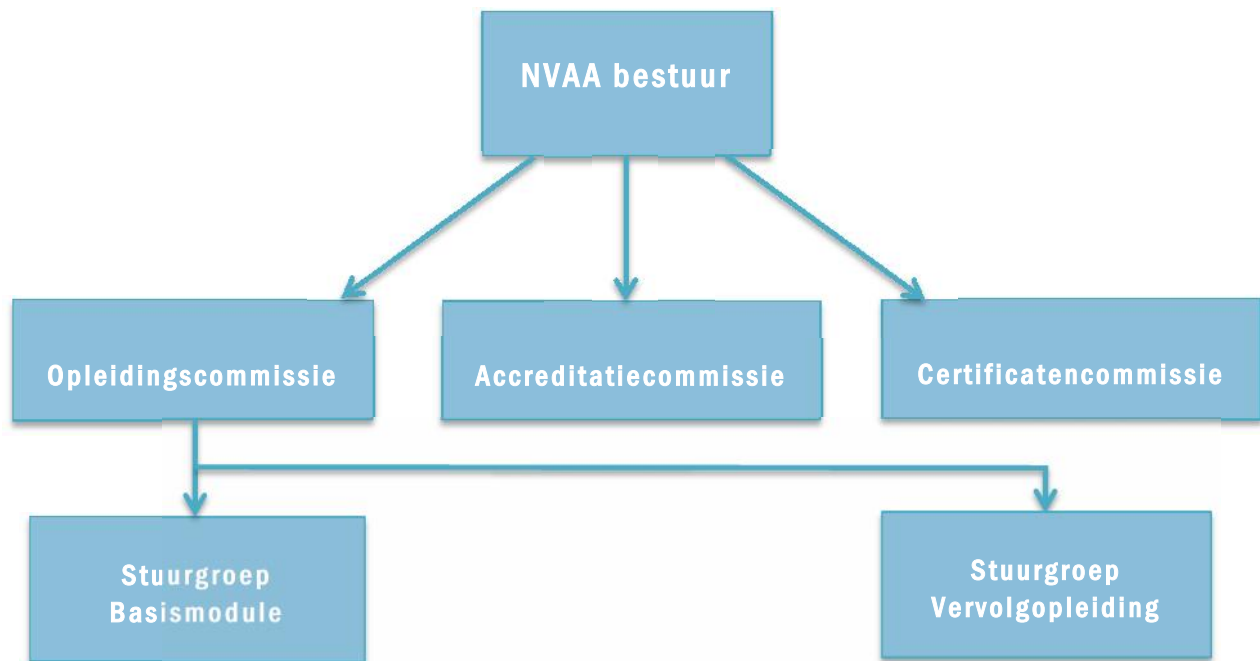 NVAA bestuur
Opleidingscommissie
Accreditatiecommissie
Certificatencommissie
Stuurgroep
Basismodule
Stuurgroep
Vervolgopleiding